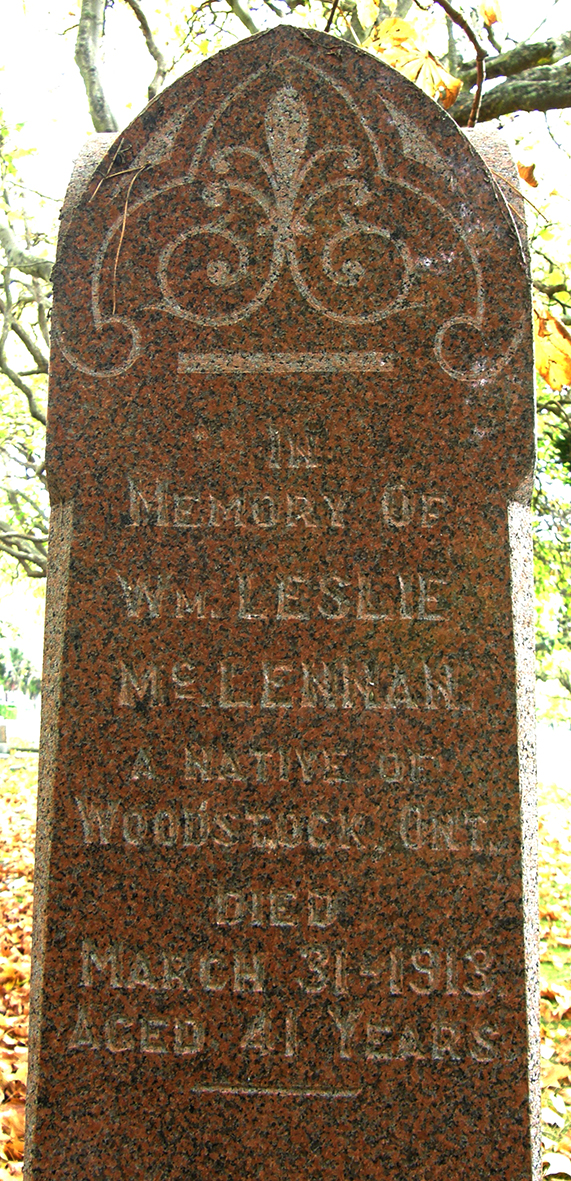 IN
MEMORY OF
WM. LESLIE
Mc. LENNAN.
A NATIVE OF
WOODSTOCK, ONT.
DIED
MARCH 31-1913.
AGED 41 YEARS.